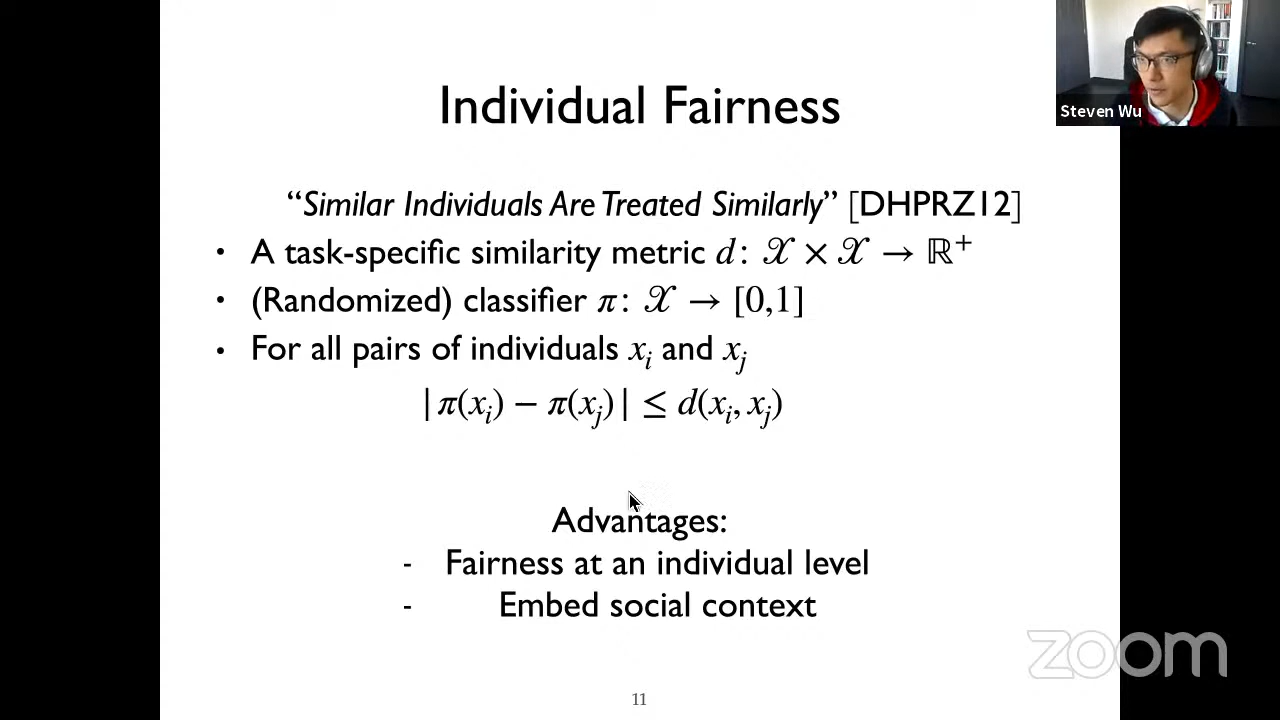 Individual Fairness
Steven Wu
“Similar Individuals Are Treated Similarly” [DHPRZ12]
• A task-specific similarity metric d: 𝒳 × 𝒳 → ℝ⁺
• (Randomized) classifier π: 𝒳 → [0,1]
• For all pairs of individuals xᵢ and xⱼ
|π(xᵢ) − π(xⱼ)| ≤ d(xᵢ, xⱼ)
Advantages:
- Fairness at an individual level
- Embed social context
zoom
11